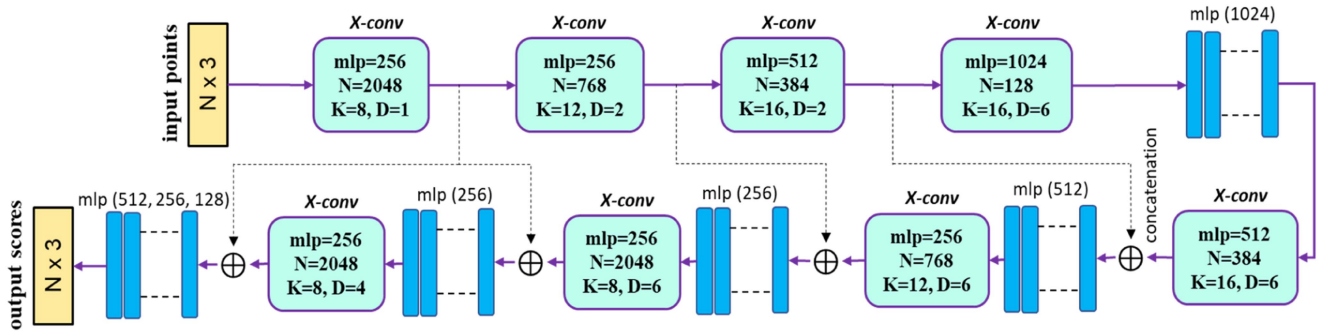 input points
N x 3
X-conv
mlp=256
N=2048
K=8, D=1
X-conv
mlp=256
N=768
K=12, D=2
X-conv
mlp=512
N=384
K=16, D=2
X-conv
mlp=1024
N=128
K=16, D=6
mlp (1024)
output scores
N x 3
mlp (512, 256, 128)
X-conv
mlp=256
N=2048
K=8, D=4
mlp (256)
X-conv
mlp=256
N=2048
K=8, D=6
mlp (256)
X-conv
mlp=256
N=768
K=12, D=6
mlp (512)
concatenation
X-conv
mlp=512
N=384
K=16, D=6